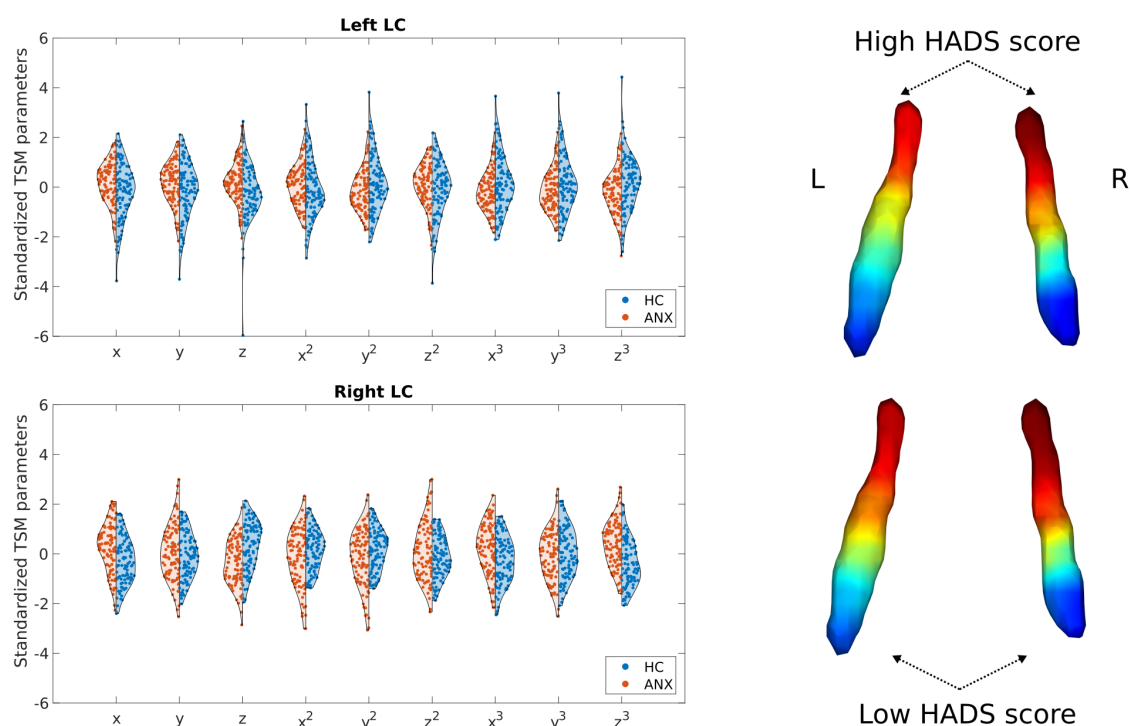 Left LC
Standardized TSM parameters
6
4
2
0
-2
-4
-6
x y z x² y² z² x³ y³ z³
HC
ANX
Right LC
Standardized TSM parameters
6
4
2
0
-2
-4
-6
x y z x² y² z² x³ y³ z³
HC
ANX
High HADS score
L R
Low HADS score